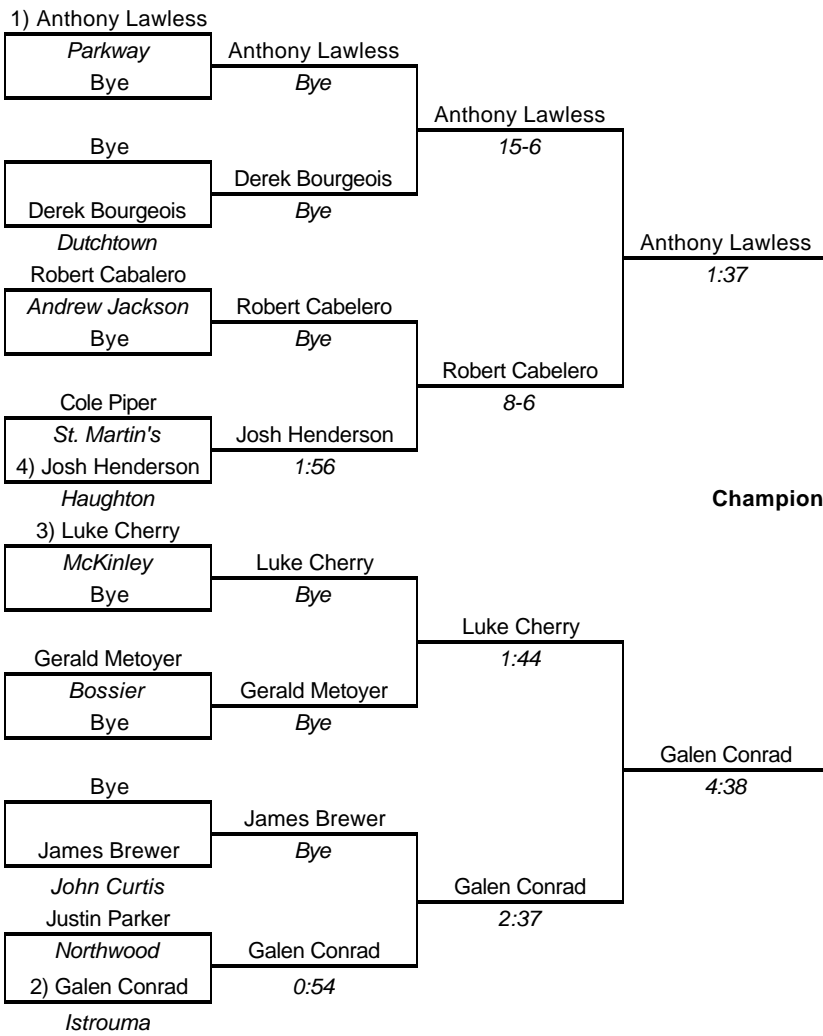 1) Anthony Lawless
Parkway
Bye
Bye
Derek Bourgeois
Dutchtown
Robert Cabalero
Andrew Jackson
Bye
Cole Piper
St. Martin's
4) Josh Henderson
Haughton
3) Luke Cherry
McKinley
Bye
Gerald Metoyer
Bossier
Bye
Bye
James Brewer
John Curtis
Justin Parker
Northwood
2) Galen Conrad
Istrouma
Anthony Lawless
Bye
Derek Bourgeois
Bye
Robert Cabelero
Bye
Josh Henderson
1:56
Luke Cherry
Bye
Gerald Metoyer
Bye
James Brewer
Bye
Galen Conrad
0:54
Anthony Lawless
15-6
Robert Cabelero
8-6
Luke Cherry
1:44
Galen Conrad
2:37
Anthony Lawless
1:37
Champion
Galen Conrad
4:38